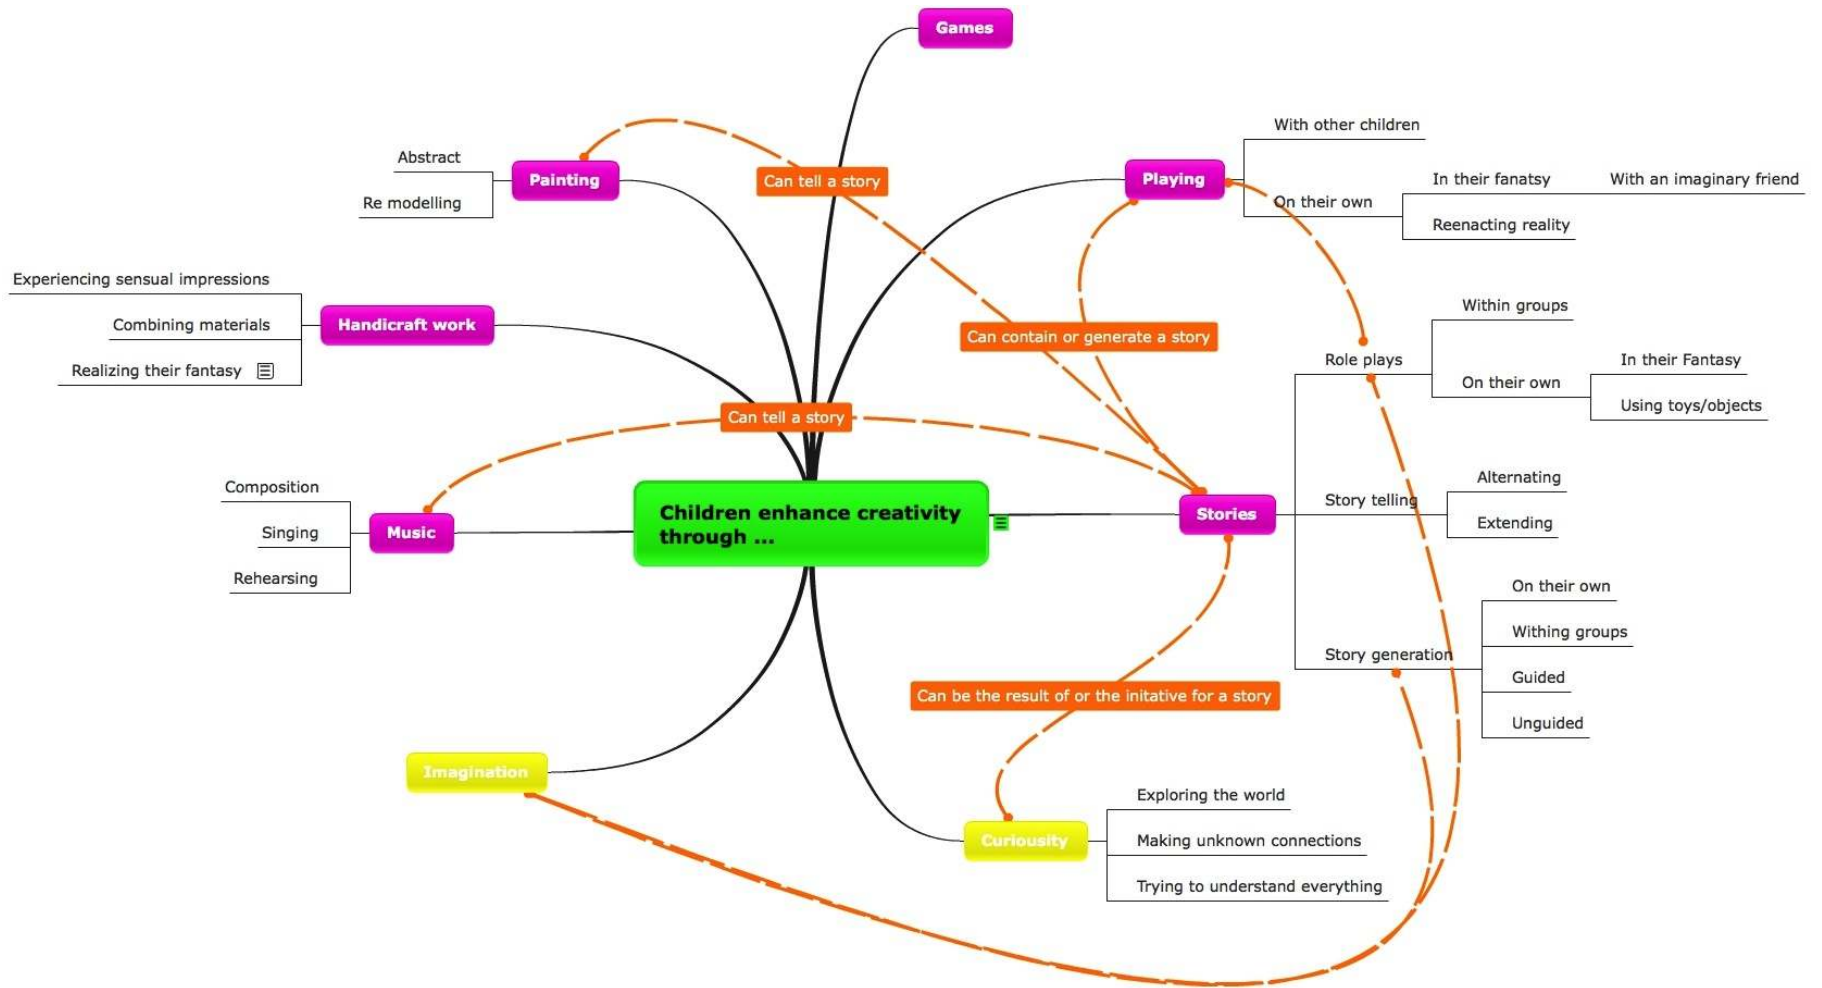 Games
With other children
Abstract
Painting
Can tell a story
Playing
In their fanatsy
With an imaginary friend
Re modelling
On their own
Reenacting reality
Experiencing sensual impressions
Combining materials
Handicraft work
Realizing their fantasy
Can contain or generate a story
Within groups
Role plays
In their Fantasy
On their own
Using toys/objects
Can tell a story
Composition
Singing
Music
Rehearsing
Children enhance creativity
through ...
Stories
Alternating
Story telling
Extending
On their own
Withing groups
Story generation
Guided
Unguided
Can be the result of or the initative for a story
Imagination
Curiousity
Exploring the world
Making unknown connections
Trying to understand everything